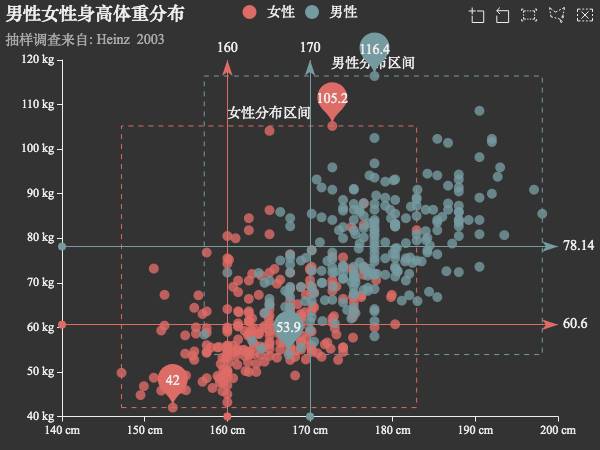 男性女性身高体重分布
女性 男性
抽样调查来自: Heinz 2003
160 170 116.4
男性分布区间
120 kg
105.2
110 kg
女性分布区间
100 kg
90 kg
80 kg
78.14
70 kg
60 kg
60.6
53.9
50 kg
42
40 kg
140 cm 150 cm 160 cm 170 cm 180 cm 190 cm 200 cm